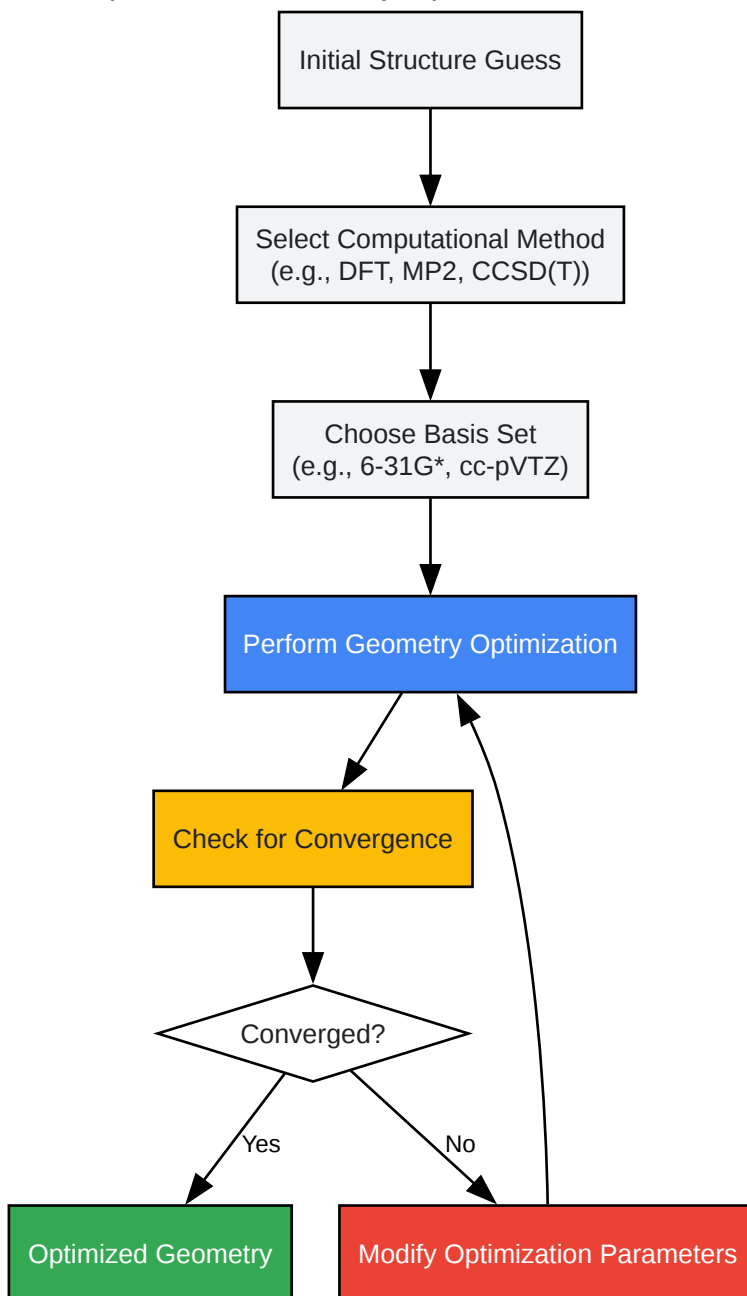 Initial Structure Guess
Select Computational Method
(e.g., DFT, MP2, CCSD(T))
Choose Basis Set
(e.g., 6-31G*, cc-pVTZ)
Perform Geometry Optimization
Check for Convergence
Converged?
Yes
No
Optimized Geometry
Modify Optimization Parameters